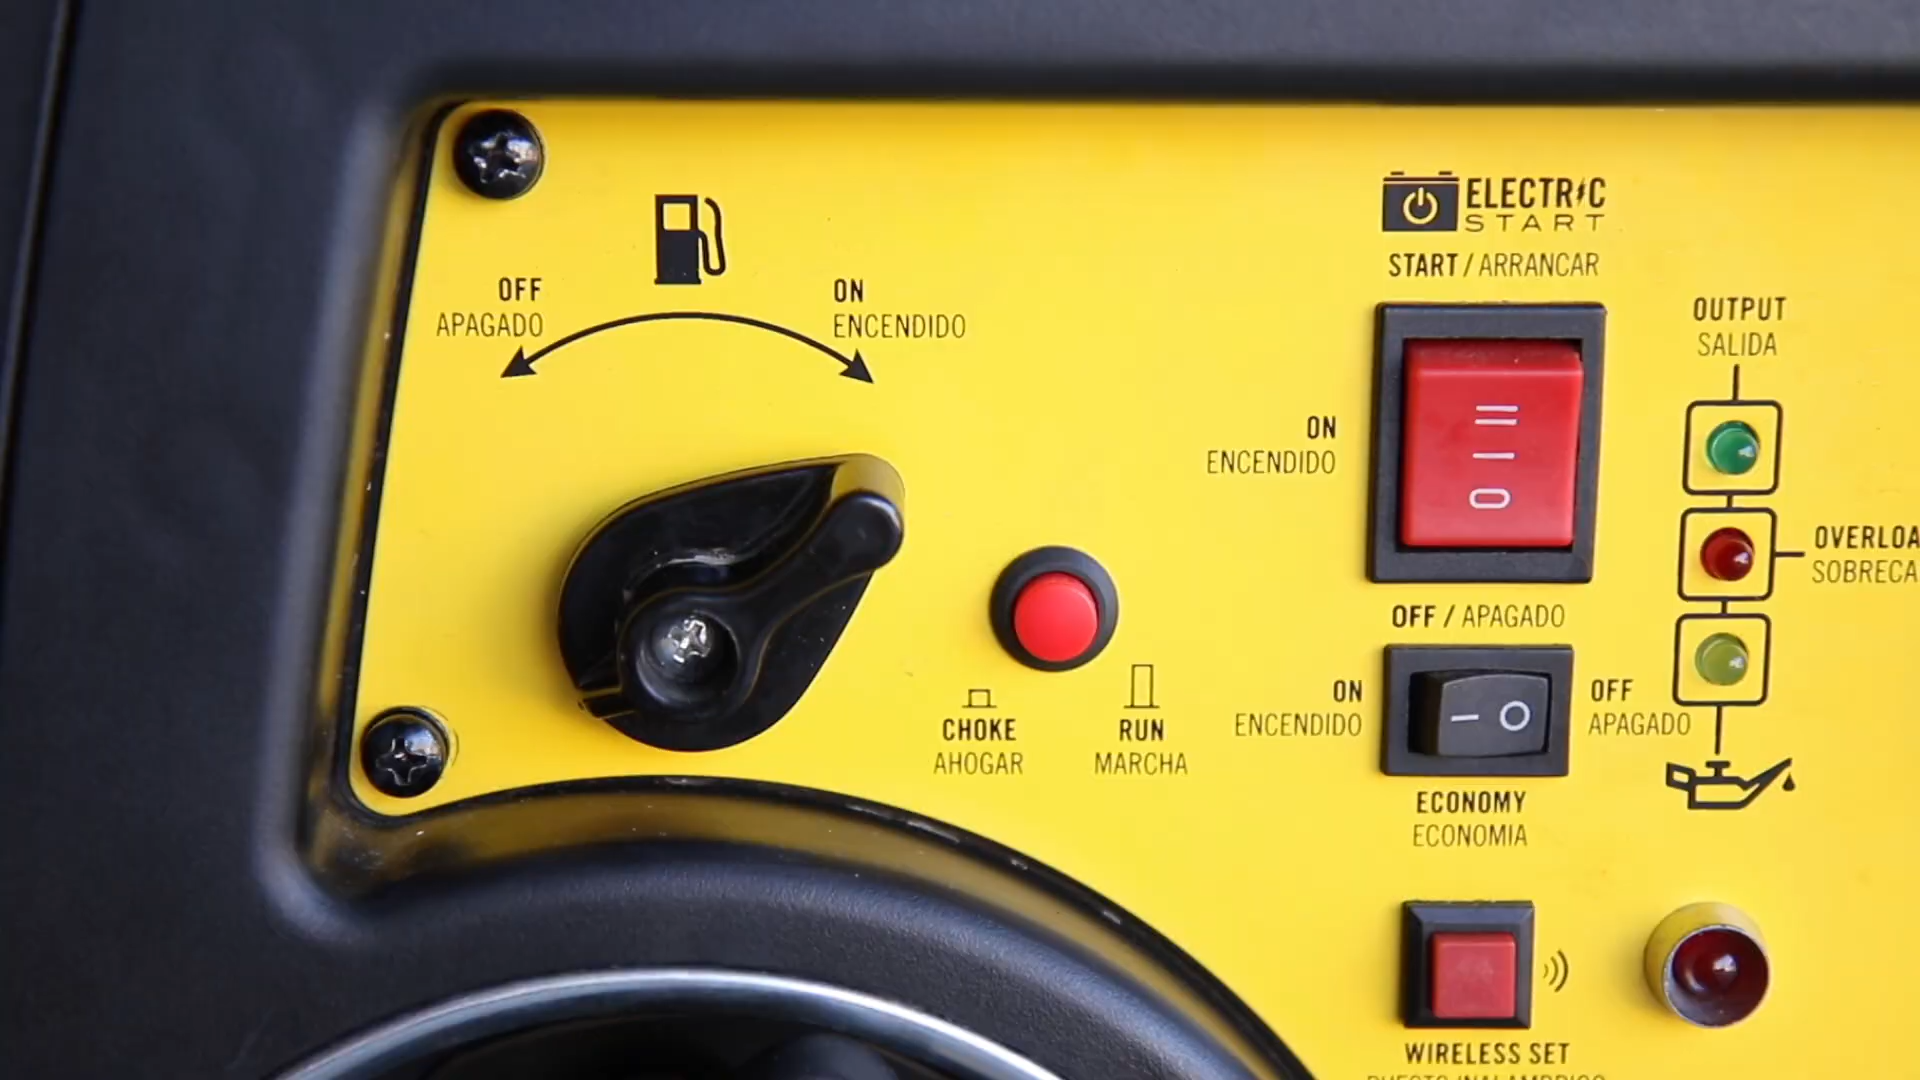 OFF
APAGADO
ON
ENCENDIDO
CHOKE
AHOGAR
RUN
MARCHA
ELECTRIC
START
START / ARRANCAR
ON
ENCENDIDO
II
I
O
OFF / APAGADO
ON
ENCENDIDO
I O
OFF
APAGADO
ECONOMY
ECONOMIA
OUTPUT
SALIDA
OVERLOA
SOBRECA
WIRELESS SET